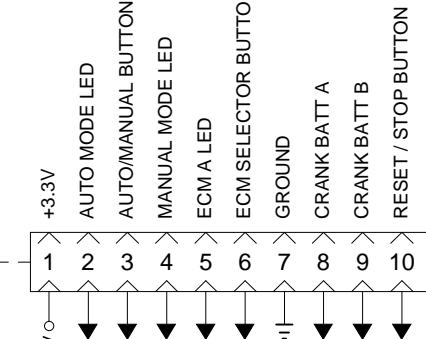 +3.3V
AUTO MODE LED
AUTO/MANUAL BUTTON
MANUAL MODE LED
ECM A LED
ECM SELECTOR BUTTO
GROUND
CRANK BATT A
CRANK BATT B
RESET / STOP BUTTON
1 2 3 4 5 6 7 8 9 10